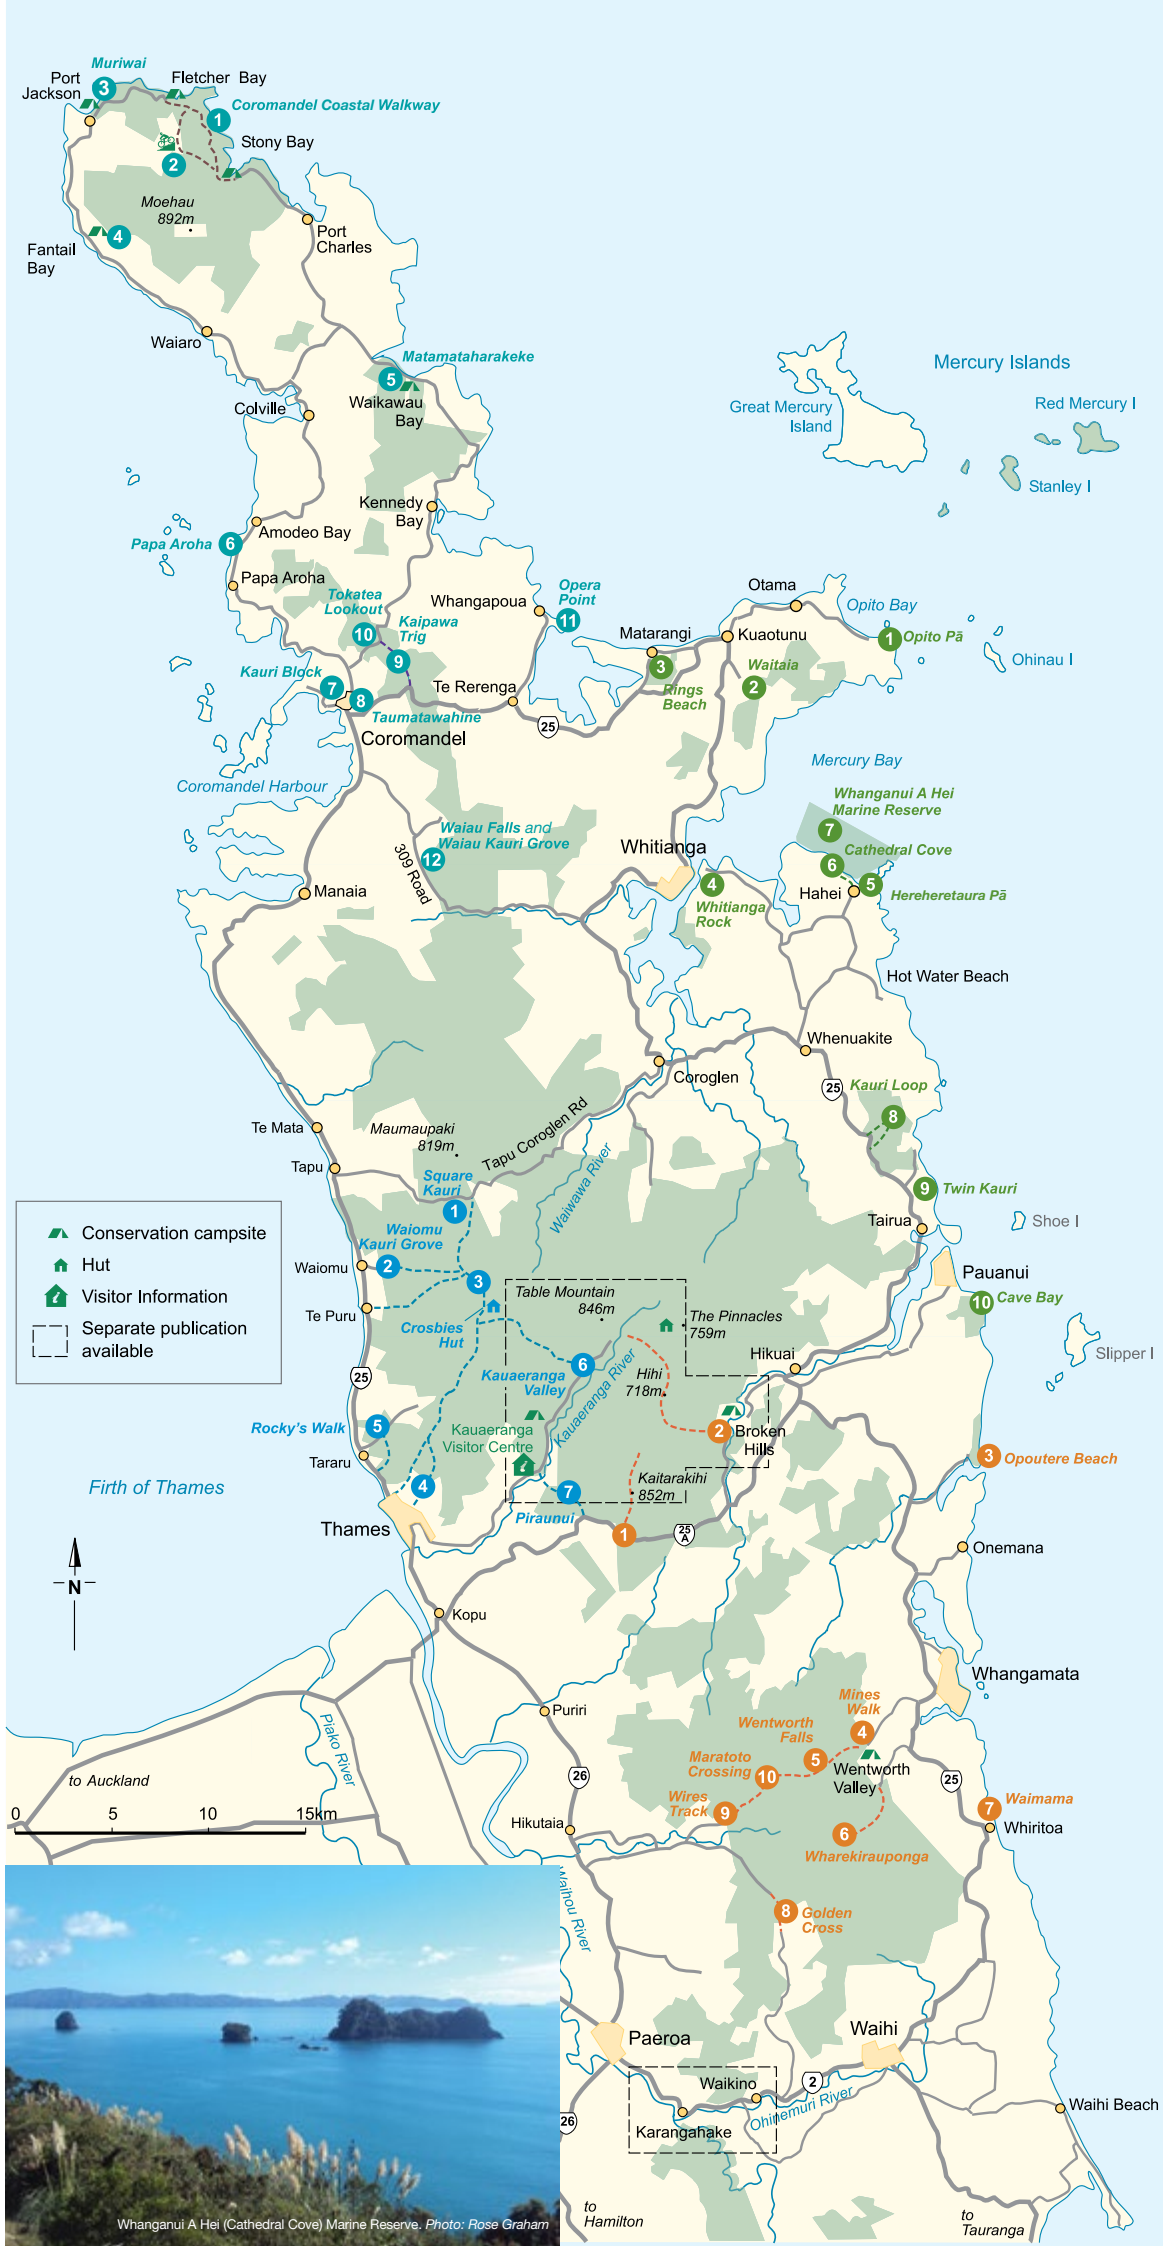 Muriwai
Port
Jackson
3
Fletcher Bay
Coromandel Coastal Walkway
1
Stony Bay
2
Moehau
892m
4
Fantail
Bay
Port
Charles
Waiaro
Matamataharakeke
5
Waikawau
Bay
Colville
Mercury Islands
Great Mercury
Island
Red Mercury I
Stanley I
Kennedy
Bay
Amodeo Bay
Papa Aroha
6
Papa Aroha
Tokatea
Lookout
10
Kaipawa
Trig
9
Whangapoua
Opera
Point
11
Otama
Opito Bay
Matarangi
Kuaotunu
1
Opito Pā
Ohinau I
3
Rings
Beach
Waitaia
2
Kauri Block
7
8
Taumatawahine
Te Rerenga
25
Coromandel
Coromandel Harbour
Mercury Bay
Whanganui A Hei
Marine Reserve
7
Cathedral Cove
6
5
Hahei
Hereheretaura Pā
Waiau Falls and
Waiau Kauri Grove
12
309 Road
Whitianga
4
Whitianga
Rock
Manaia
Hot Water Beach
Whenuakite
Coroglen
25
Kauri Loop
8
Te Mata
Maumaupaki
819m
Tapu Coroglen Rd
Tapu
Waiwawa River
Square
Kauri
1
9
Twin Kauri
Tairua
Shoe I
Conservation campsite
Hut
Visitor Information
Separate publication
available
Waiomu
Kauri Grove
Waiomu
2
3
Te Puru
Crosbies
Hut
Table Mountain
846m
The Pinnacles
759m
Pauanui
10
Cave Bay
Slipper I
Hikuai
25
6
Kauaeranga
Valley
Kauaeranga River
Hihi
718m
Rocky's Walk
5
Kauaeranga
Visitor Centre
2
Broken
Hills
Tararu
4
7
Piraunui
Kaitarakihi
852m
3
Opoutere Beach
Firth of Thames
Thames
1
25
A
Onemana
N
Kopu
Whangamata
Puriri
Mines
Walk
4
Wentworth
Falls
5
Maratoto
Crossing
10
Wentworth
Valley
Wires
Track
9
25
26
7
Waimama
Whiritoa
Piako River
to Auckland
0
5
10
15km
Hikutaia
6
Wharekirauponga
Waihou River
8
Golden
Cross
Paeroa
Waihi
Waikino
2
Ohinemuri River
Karangahake
26
Waihi Beach
to
Hamilton
to
Tauranga
Whanganui A Hei (Cathedral Cove) Marine Reserve. Photo: Rose Graham